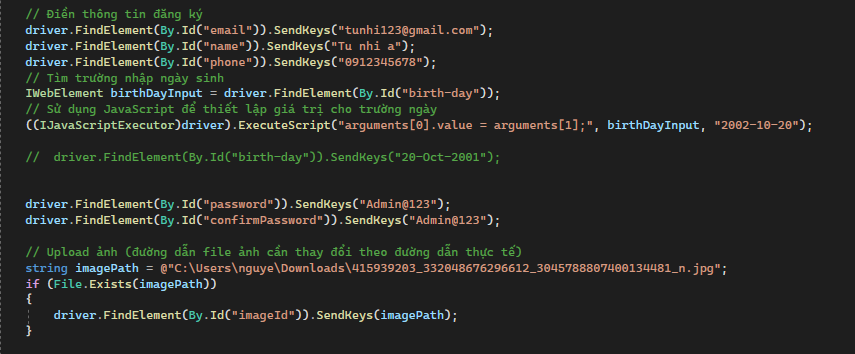 // Điền thông tin đăng ký
driver.FindElement(By.Id("email")).SendKeys("tunhi123@gmail.com");
driver.FindElement(By.Id("name")).SendKeys("Tu nhi a");
driver.FindElement(By.Id("phone")).SendKeys("0912345678");
// Tìm trường nhập ngày sinh
IWebElement birthDayInput = driver.FindElement(By.Id("birth-day"));
// Sử dụng JavaScript để thiết lập giá trị cho trường ngày
((IJavaScriptExecutor)driver).ExecuteScript("arguments[0].value = arguments[1];", birthDayInput, "2002-10-20");
//  driver.FindElement(By.Id("birth-day")).SendKeys("20-Oct-2001");
driver.FindElement(By.Id("password")).SendKeys("Admin@123");
driver.FindElement(By.Id("confirmPassword")).SendKeys("Admin@123");
// Upload ảnh (đường dẫn file ảnh cần thay đổi theo đường dẫn thực tế)
string imagePath = @"C:\Users\nguye\Downloads\415939203_332048676296612_3045788807400134481_n.jpg";
if (File.Exists(imagePath))
{
    driver.FindElement(By.Id("imageId")).SendKeys(imagePath);
}